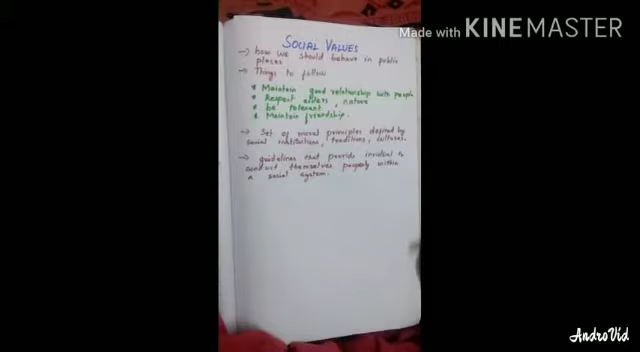 Made with KINEMASTER
SOCIAL VALUES
→ how we should behave in public
places
→ Things to follow
* Maintain good relationship with people
* Respect elders, nature
* be tolerant
* Maintain friendship.
→ Set of moral principles desired by
social institutions, traditions, cultures.
→ guidelines that provide to
conduct themselves properly within
a social system.
AndroVid